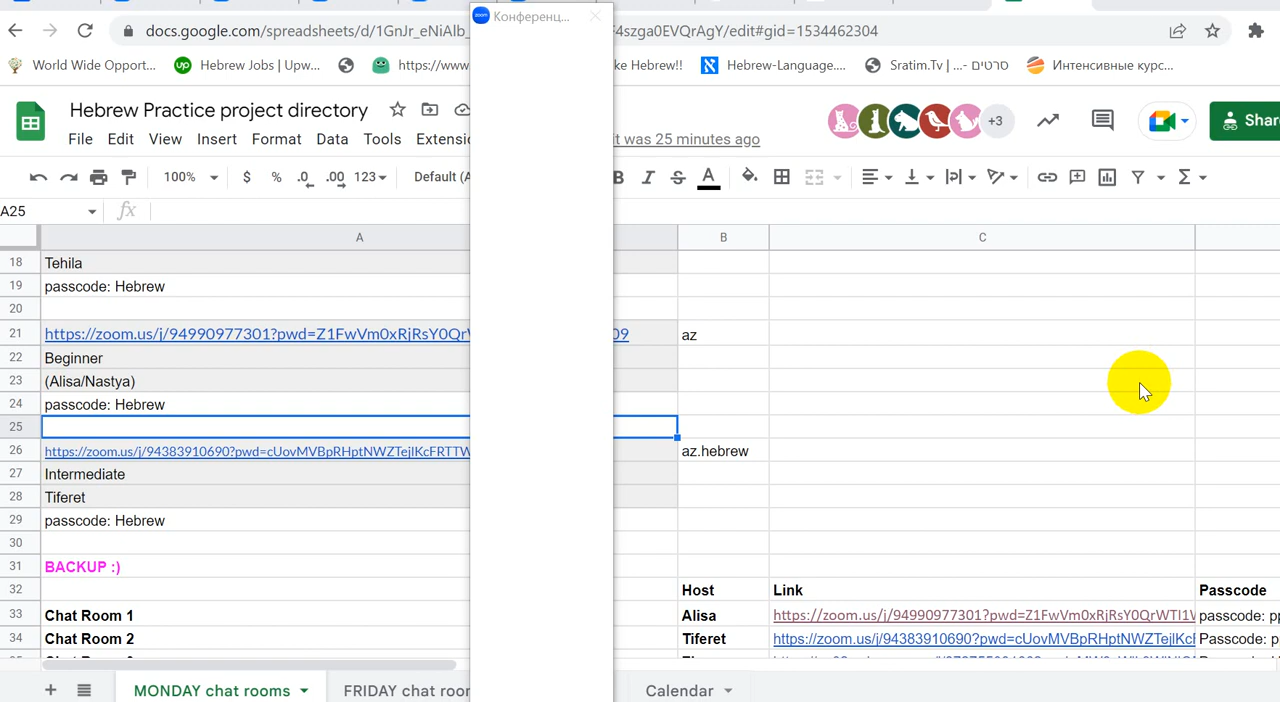 Конференц...
docs.google.com/spreadsheets/d/1GnJr_eNiAlb_ F4szga0EVQrAgY/edit#gid=1534462304
World Wide Opport... Hebrew Jobs | Upw... https://www ke Hebrew!! Hebrew-Language.... Sratim.Tv | ...- סרטים Интенсивные курс...
Hebrew Practice project directory
+3
Share
File Edit View Insert Format Data Tools Extensio t was 25 minutes ago
100% $ % .0 .00 123 Default (A B I S A
A25 fx
A B C
18 Tehila
19 passcode: Hebrew
20
21 https://zoom.us/j/94990977301?pwd=Z1FwVm0xRjRsY0QrW 09 az
22 Beginner
23 (Alisa/Nastya)
24 passcode: Hebrew
25
26 https://zoom.us/j/94383910690?pwd=cUovMVBpRHptNWZTejlKcFRTTW az.hebrew
27 Intermediate
28 Tiferet
29 passcode: Hebrew
30
31 BACKUP :)
32 Host Link Passcode
33 Chat Room 1 Alisa https://zoom.us/j/94990977301?pwd=Z1FwVm0xRjRsY0QrWTI1V passcode: pp
34 Chat Room 2 Tiferet https://zoom.us/j/94383910690?pwd=cUovMVBpRHptNWZTejlKcF Passcode: p
MONDAY chat rooms FRIDAY chat roor Calendar